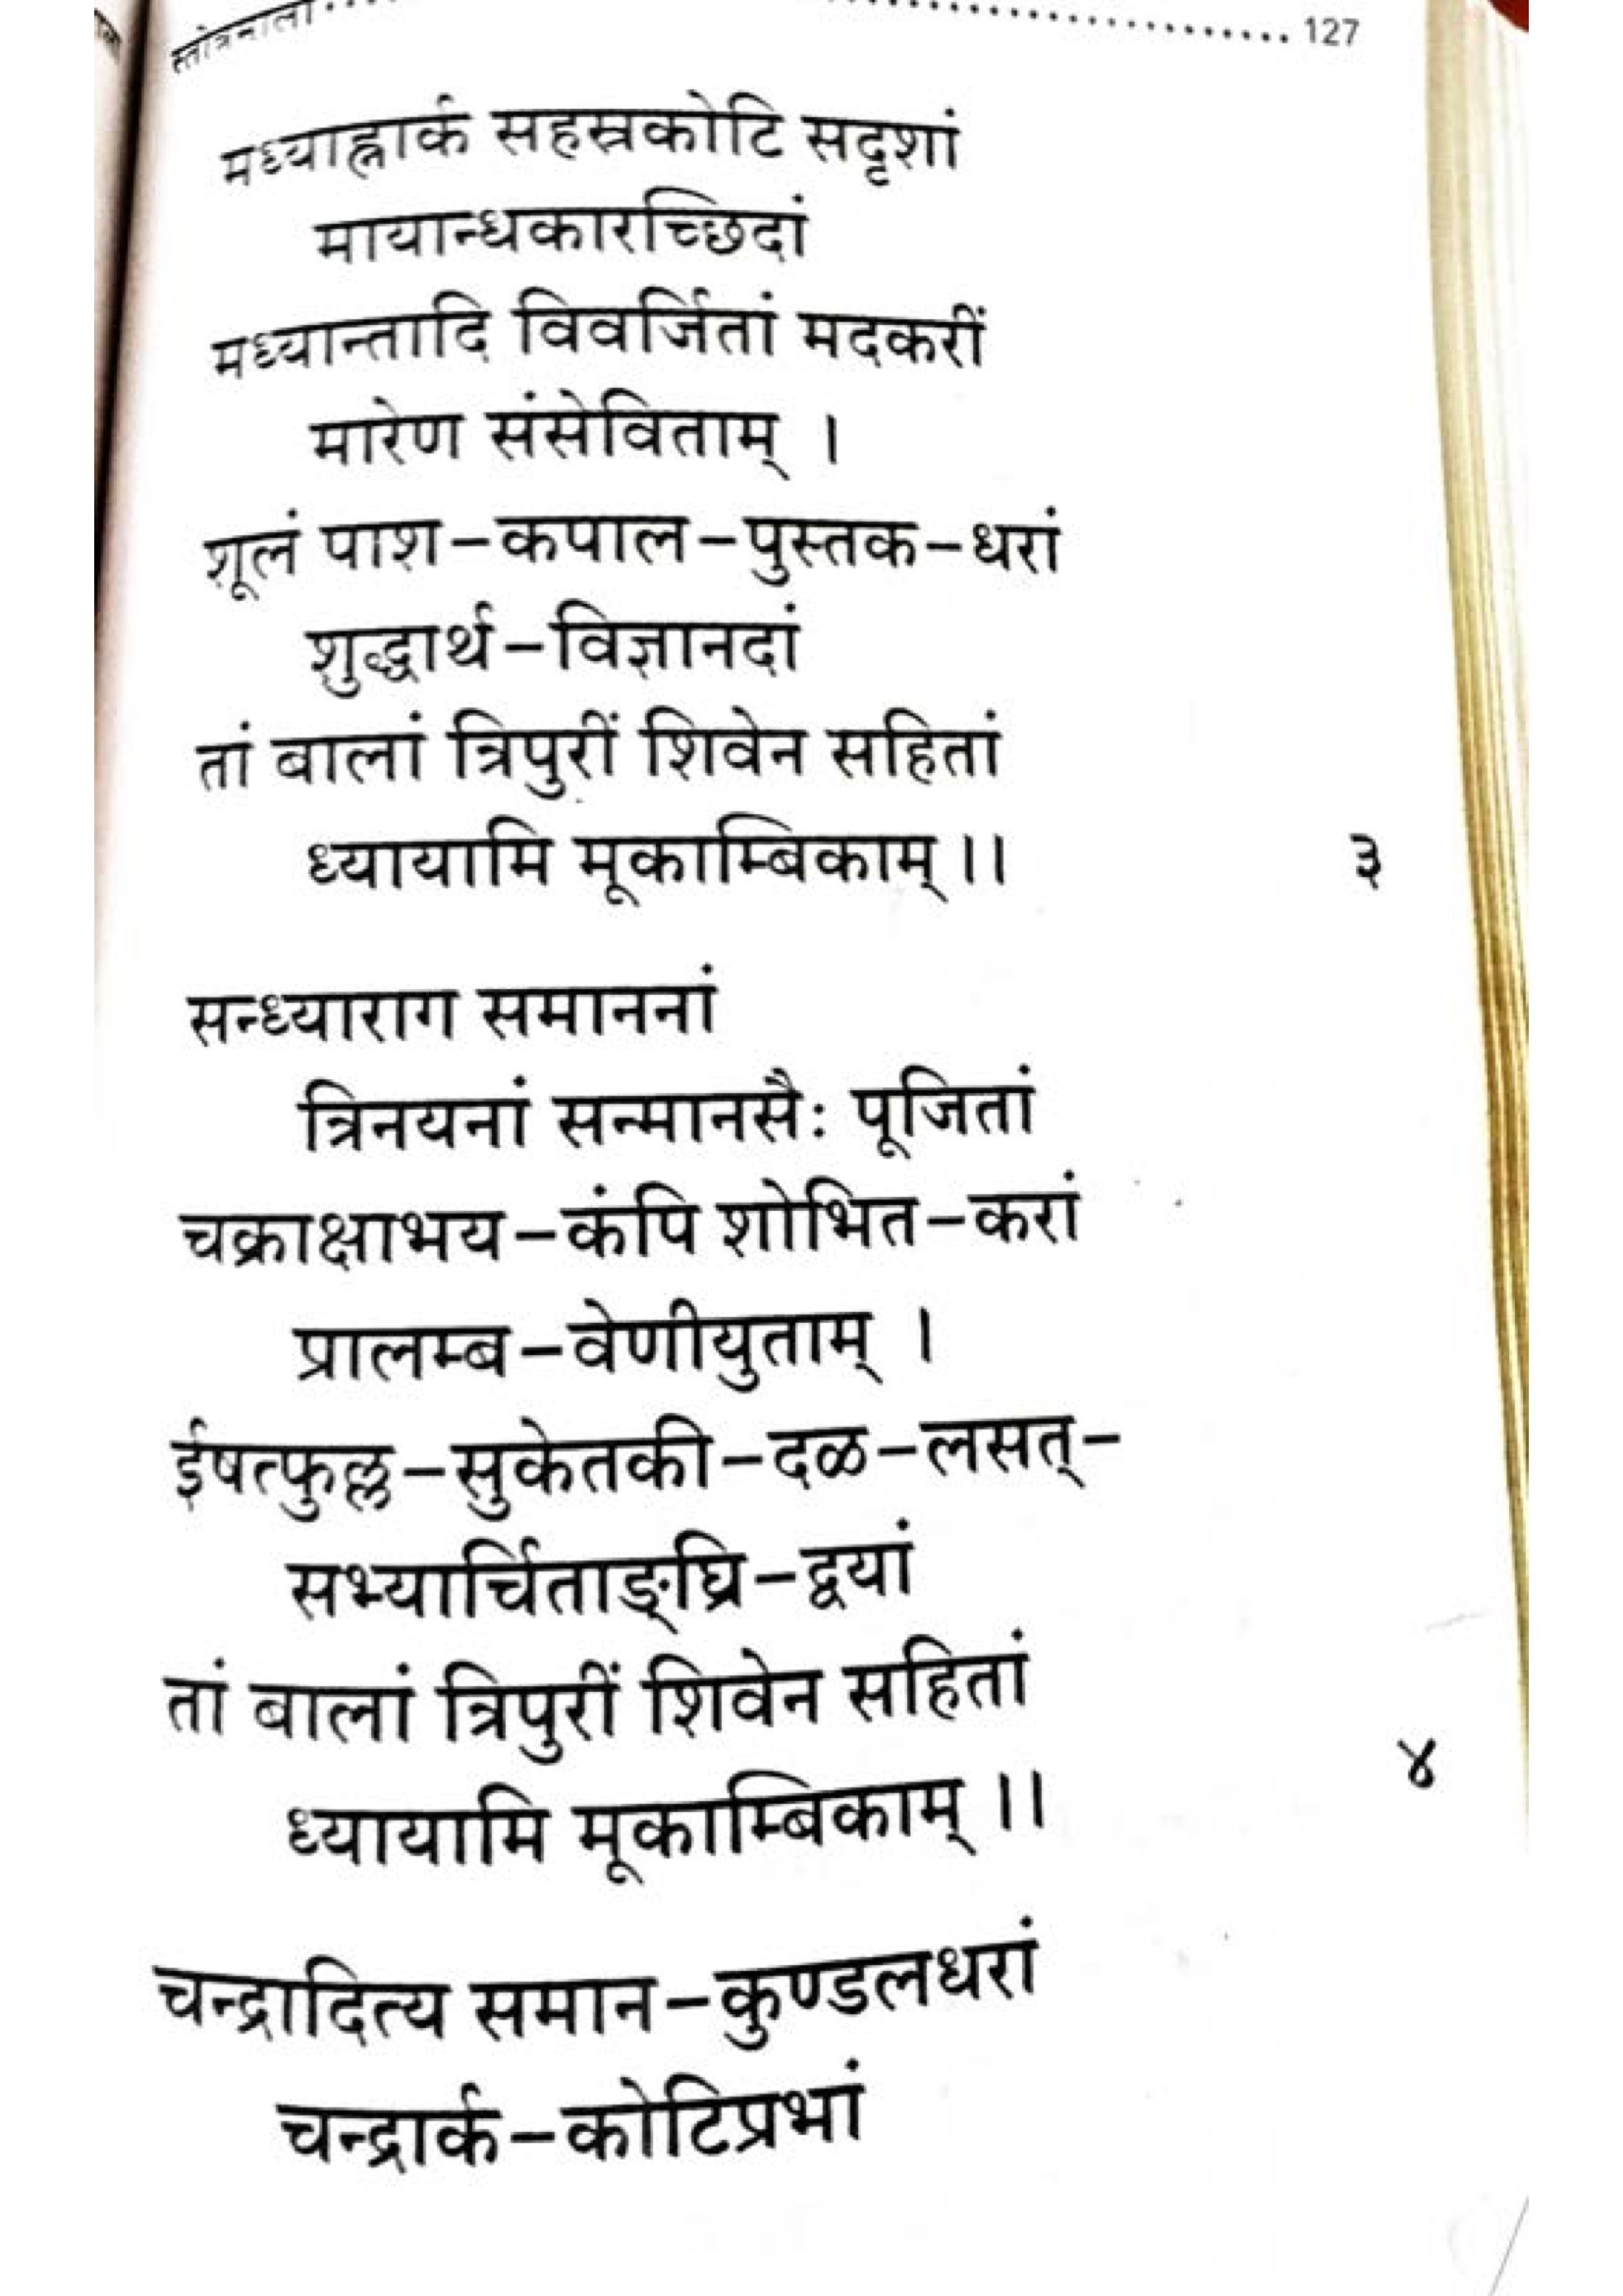 स्तोत्रमाला ........................ 127
मध्याह्नार्क सहस्रकोटि सदृशां
मायान्धकारच्छिदां
मध्यान्तादि विवर्जितां मदकरीं
मारेण संसेविताम् ।
शूलं पाश-कपाल-पुस्तक-धरां
शुद्धार्थ-विज्ञानदां
तां बालां त्रिपुरीं शिवेन सहितां
ध्यायामि मूकाम्बिकाम् ।। ३
सन्ध्याराग समाननां
त्रिनयनां सन्मानसैः पूजितां
चक्राक्षाभय-कंपि शोभित-करां
प्रालम्ब-वेणीयुताम् ।
ईषत्फुल्ल-सुकेतकी-दळ-लसत्-
सभ्यार्चिताङ्घ्रि-द्वयां
तां बालां त्रिपुरीं शिवेन सहितां
ध्यायामि मूकाम्बिकाम् ।। ४
चन्द्रादित्य समान-कुण्डलधरां
चन्द्रार्क-कोटिप्रभां